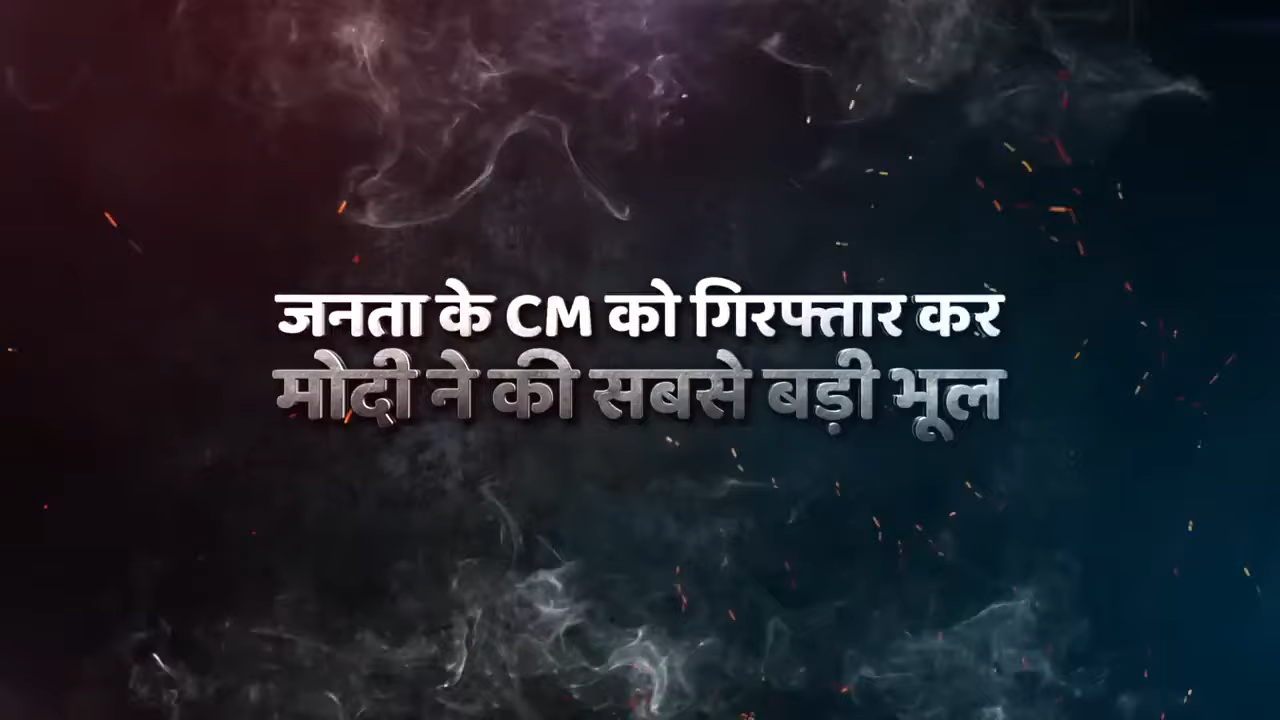 जनता के CM को गिरफ्तार कर
मोदी ने की सबसे बड़ी भूल